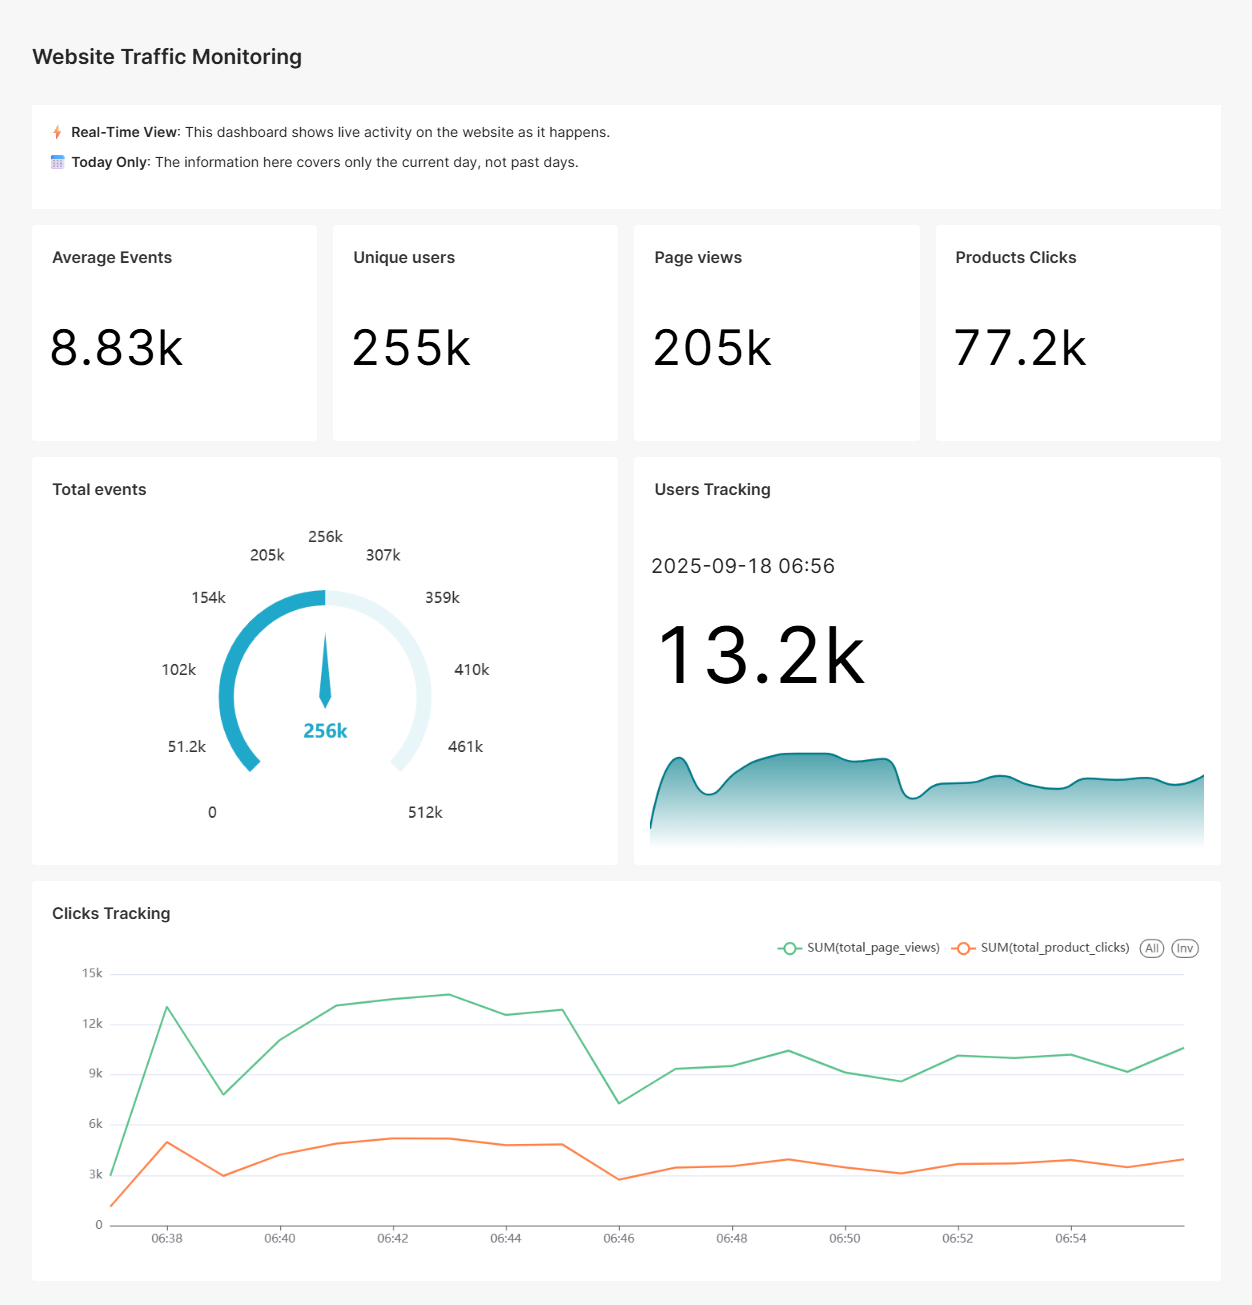 Website Traffic Monitoring
Real-Time View: This dashboard shows live activity on the website as it happens.
Today Only: The information here covers only the current day, not past days.
Average Events
8.83k
Unique users
255k
Page views
205k
Products Clicks
77.2k
Total events
256k
205k
307k
154k
359k
102k
410k
256k
51.2k
461k
0
512k
Users Tracking
2025-09-18 06:56
13.2k
Clicks Tracking
SUM(total_page_views) SUM(total_product_clicks) All Inv
15k
12k
9k
6k
3k
0
06:38 06:40 06:42 06:44 06:46 06:48 06:50 06:52 06:54